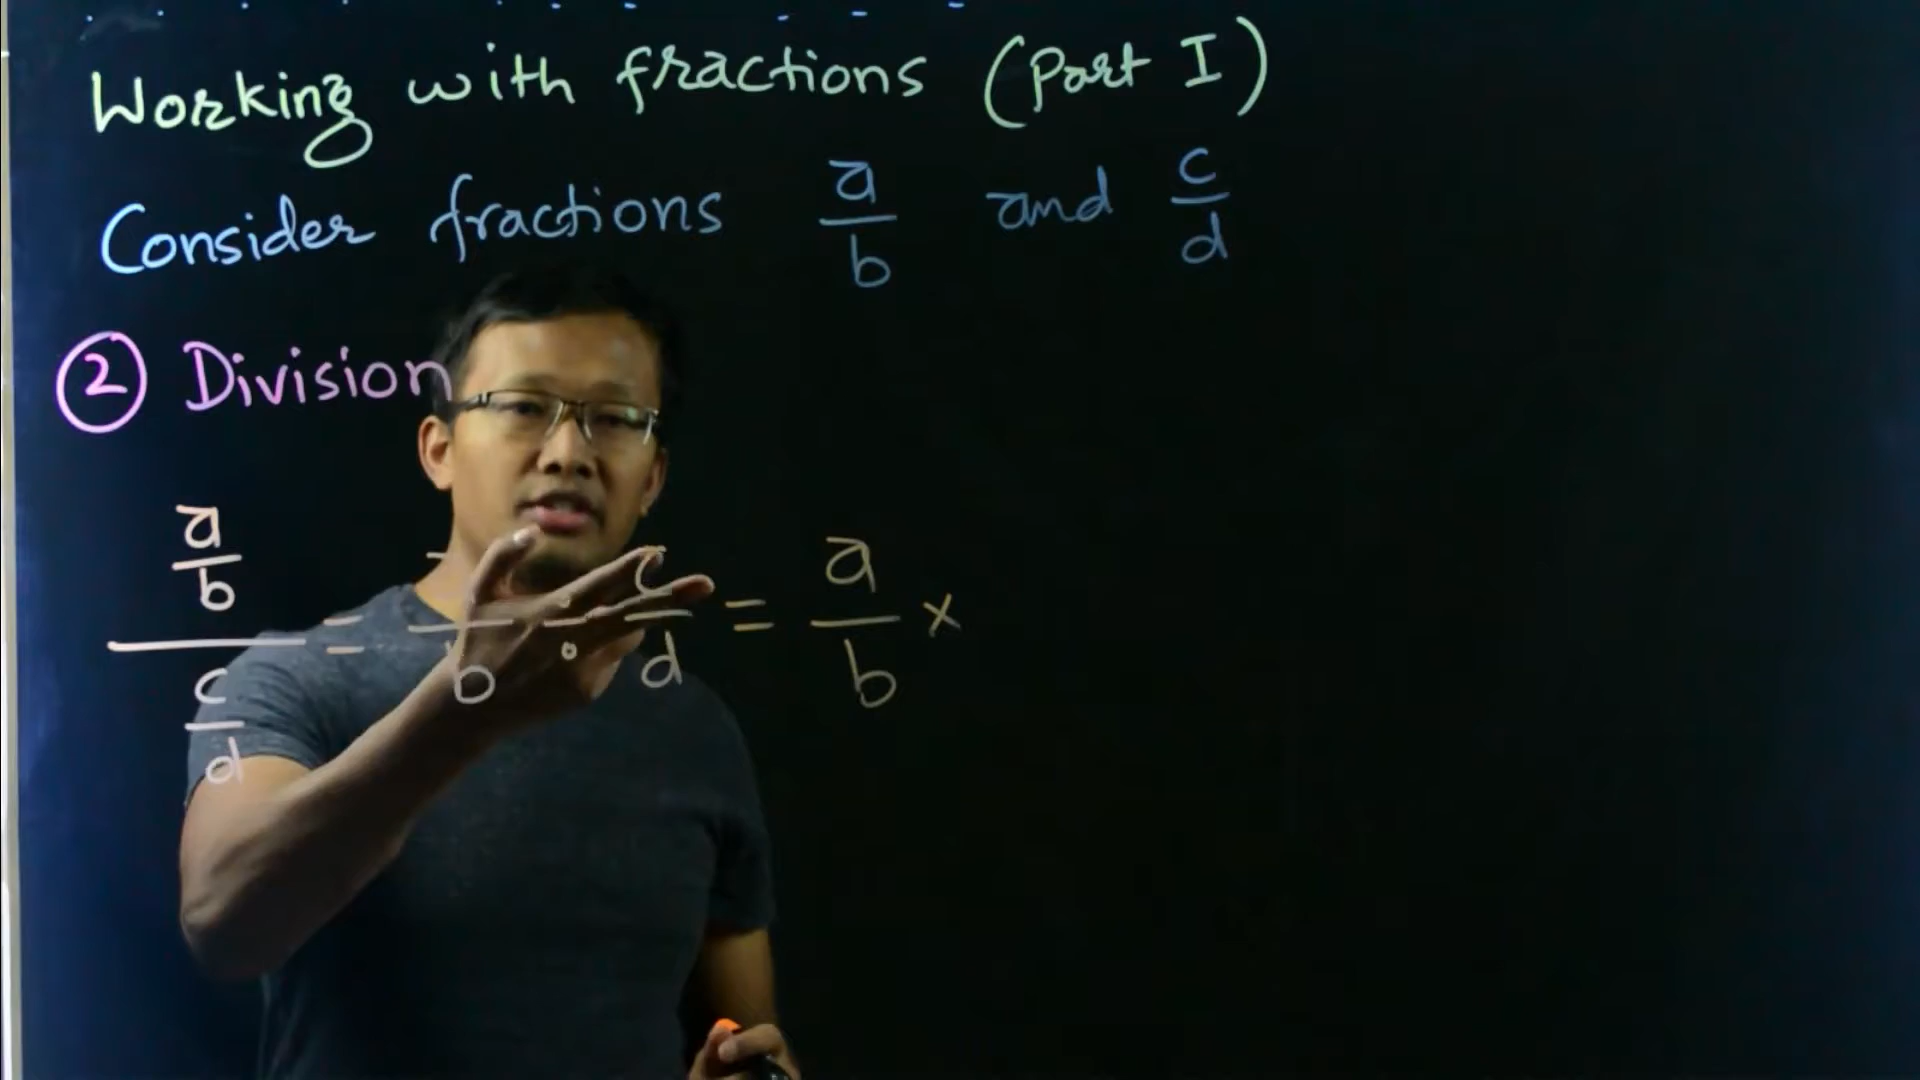 Working with fractions (Part I)
Consider fractions a/b and c/d
② Division
(a/b)/(c/d) = a/b ÷ c/d = a/b ×